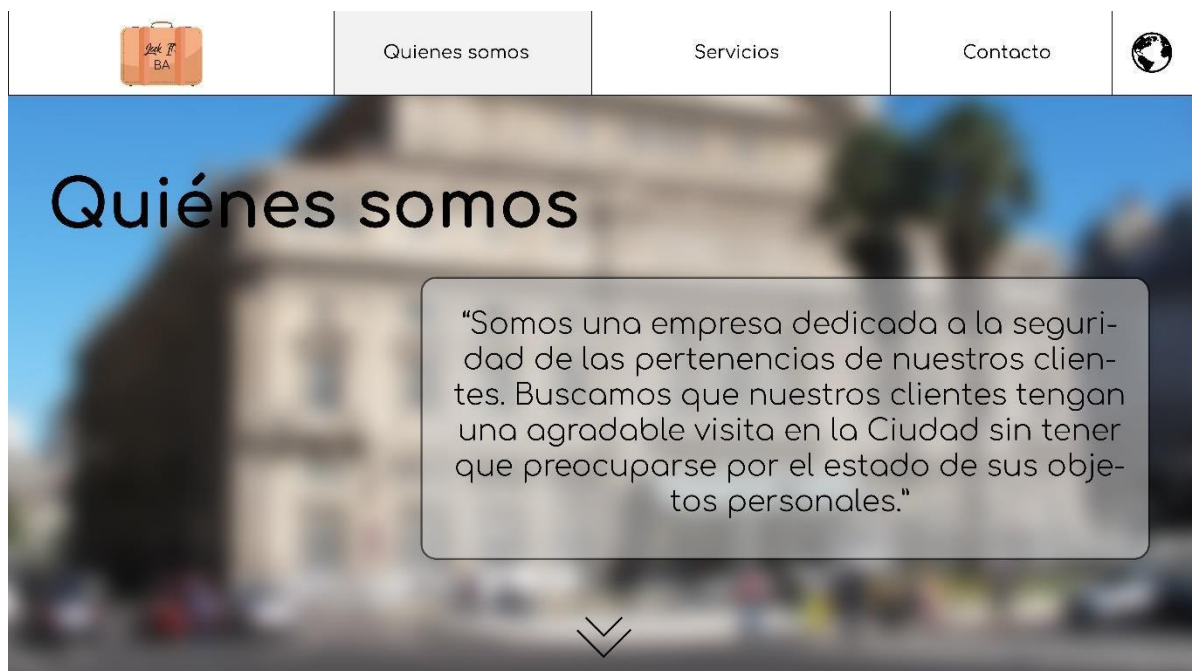 BA
Quienes somos
Servicios
Contacto
Quiénes somos
“Somos una empresa dedicada a la seguri-
dad de las pertenencias de nuestros clien-
tes. Buscamos que nuestros clientes tengan
una agradable visita en la Ciudad sin tener
que preocuparse por el estado de sus obje-
tos personales.”